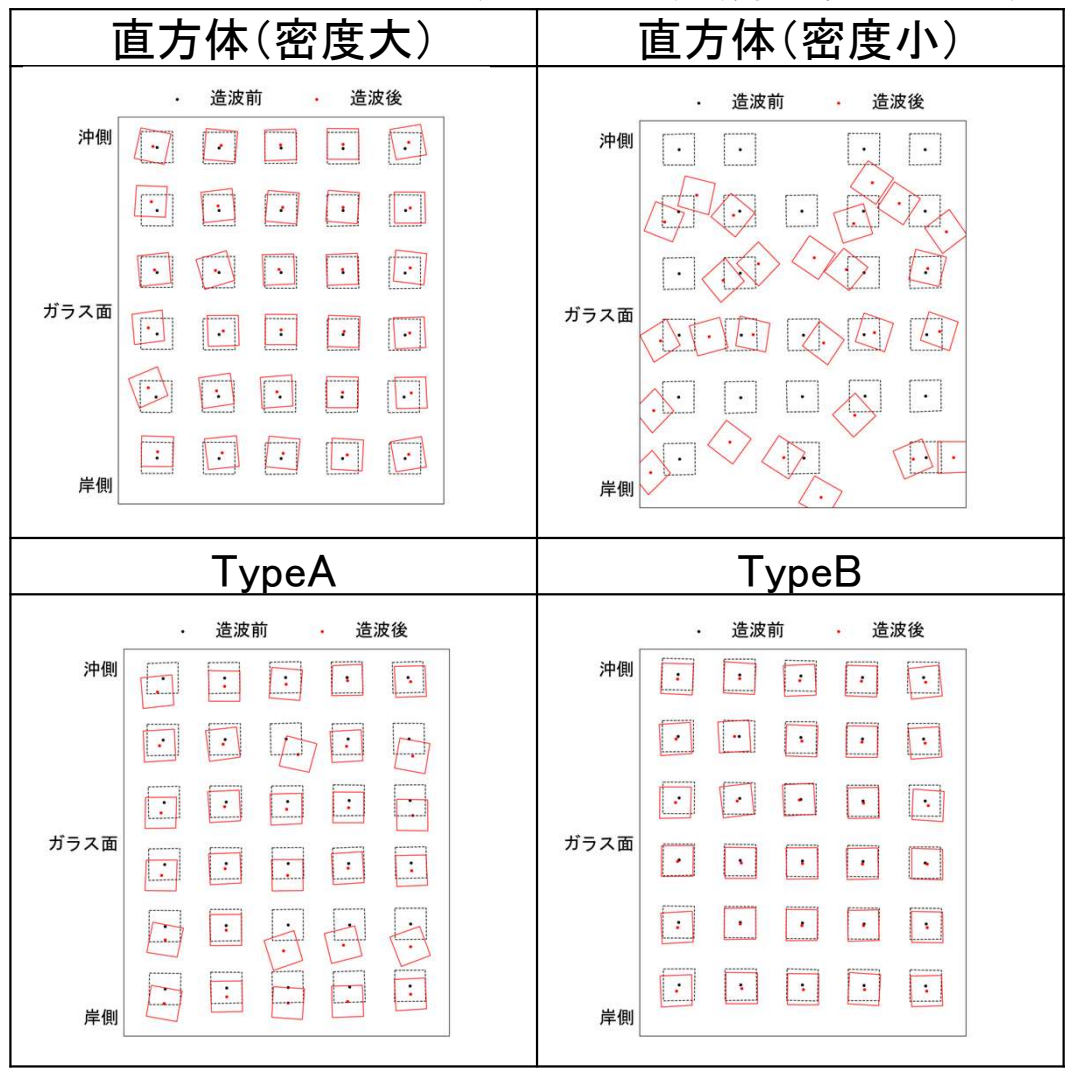 直方体(密度大)
直方体(密度小)
・ 造波前 ・ 造波後
沖側
ガラス面
岸側
・ 造波前 ・ 造波後
沖側
ガラス面
岸側
TypeA
TypeB
・ 造波前 ・ 造波後
沖側
ガラス面
岸側
・ 造波前 ・ 造波後
沖側
ガラス面
岸側